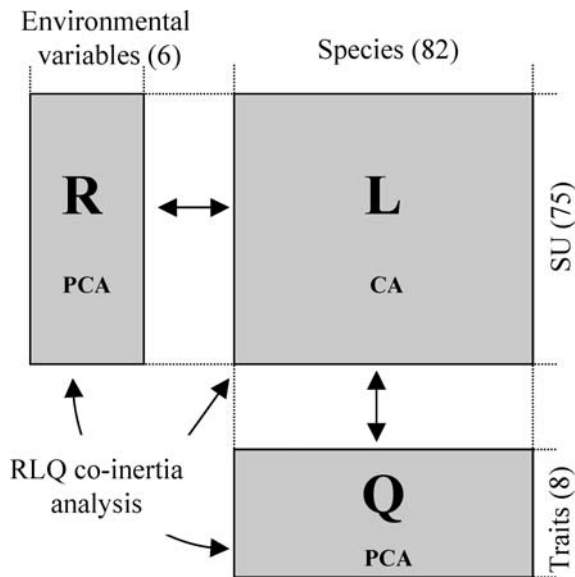 Environmental
variables (6)
Species (82)
R
PCA
L
CA
SU (75)
RLQ co-inertia
analysis
Q
PCA
Traits (8)